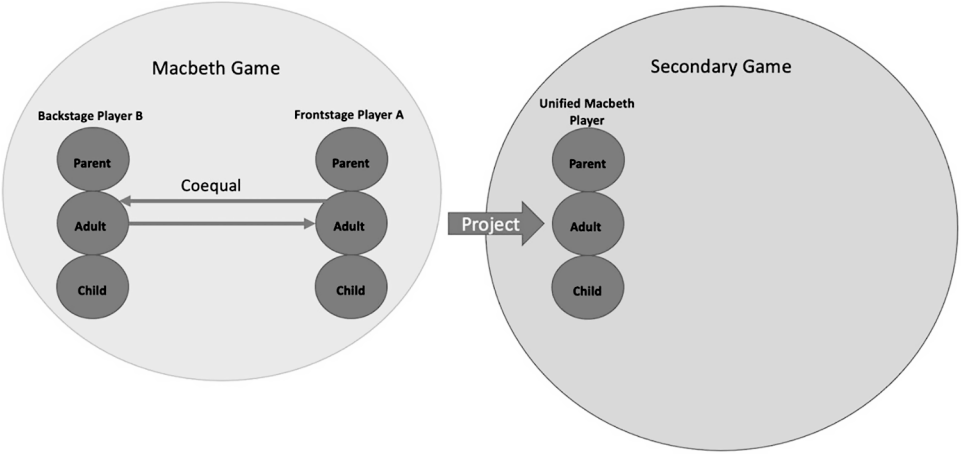 Macbeth Game
Backstage Player B
Frontstage Player A
Parent
Parent
Coequal
Adult
Adult
Child
Child
Project
Secondary Game
Unified Macbeth
Player
Parent
Adult
Child